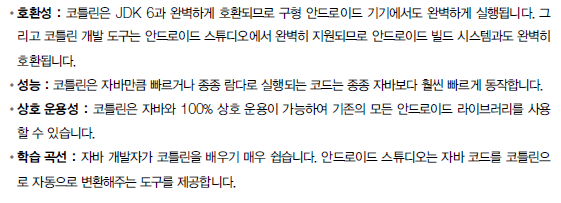 • 호환성 : 코틀린은 JDK 6과 완벽하게 호환되므로 구형 안드로이드 기기에서도 완벽하게 실행됩니다. 그
리고 코틀린 개발 도구는 안드로이드 스튜디오에서 완벽히 지원되므로 안드로이드 빌드 시스템과도 완벽히
호환됩니다.
• 성능 : 코틀린은 자바만큼 빠르거나 종종 람다로 실행되는 코드는 종종 자바보다 훨씬 빠르게 동작합니다.
• 상호 운용성 : 코틀린은 자바와 100% 상호 운용이 가능하여 기존의 모든 안드로이드 라이브러리를 사용
할 수 있습니다.
• 학습 곡선 : 자바 개발자가 코틀린을 배우기 매우 쉽습니다. 안드로이드 스튜디오는 자바 코드를 코틀린으
로 자동으로 변환해주는 도구를 제공합니다.